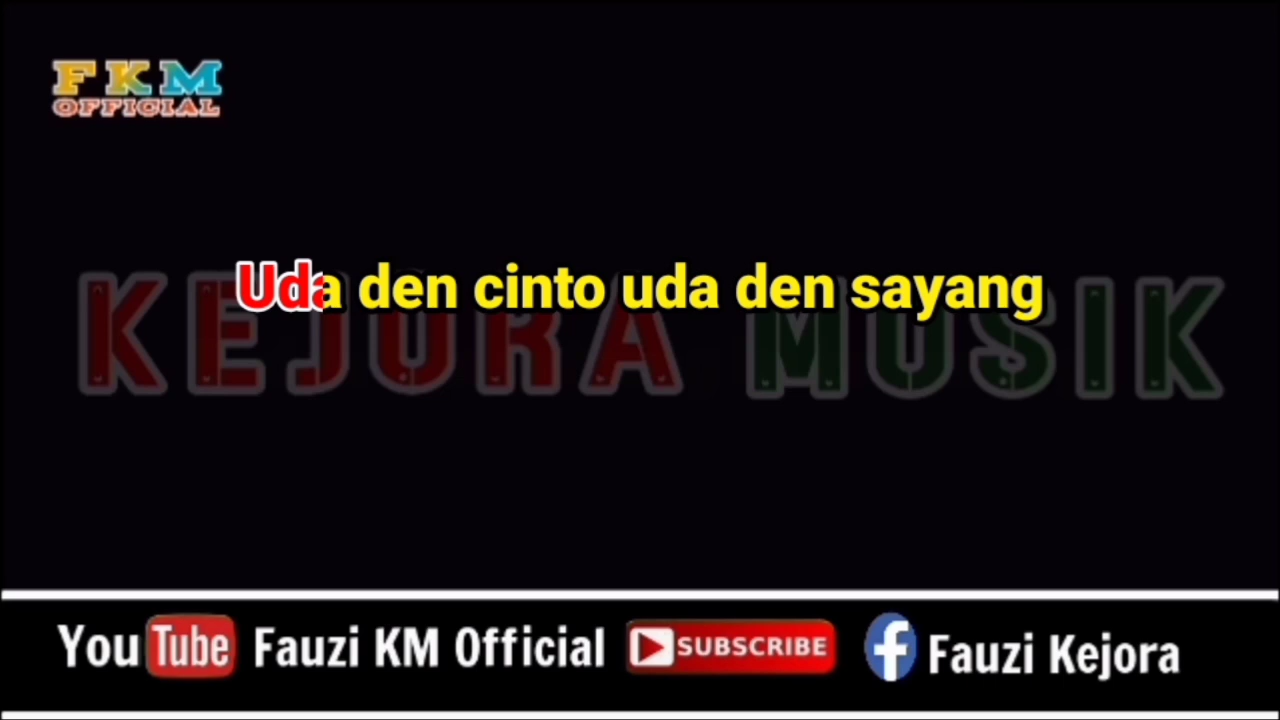 FKM
OFFICIAL
Uda den cinto uda den sayang
KEJORA MUSIK
YouTube Fauzi KM Official SUBSCRIBE f Fauzi Kejora